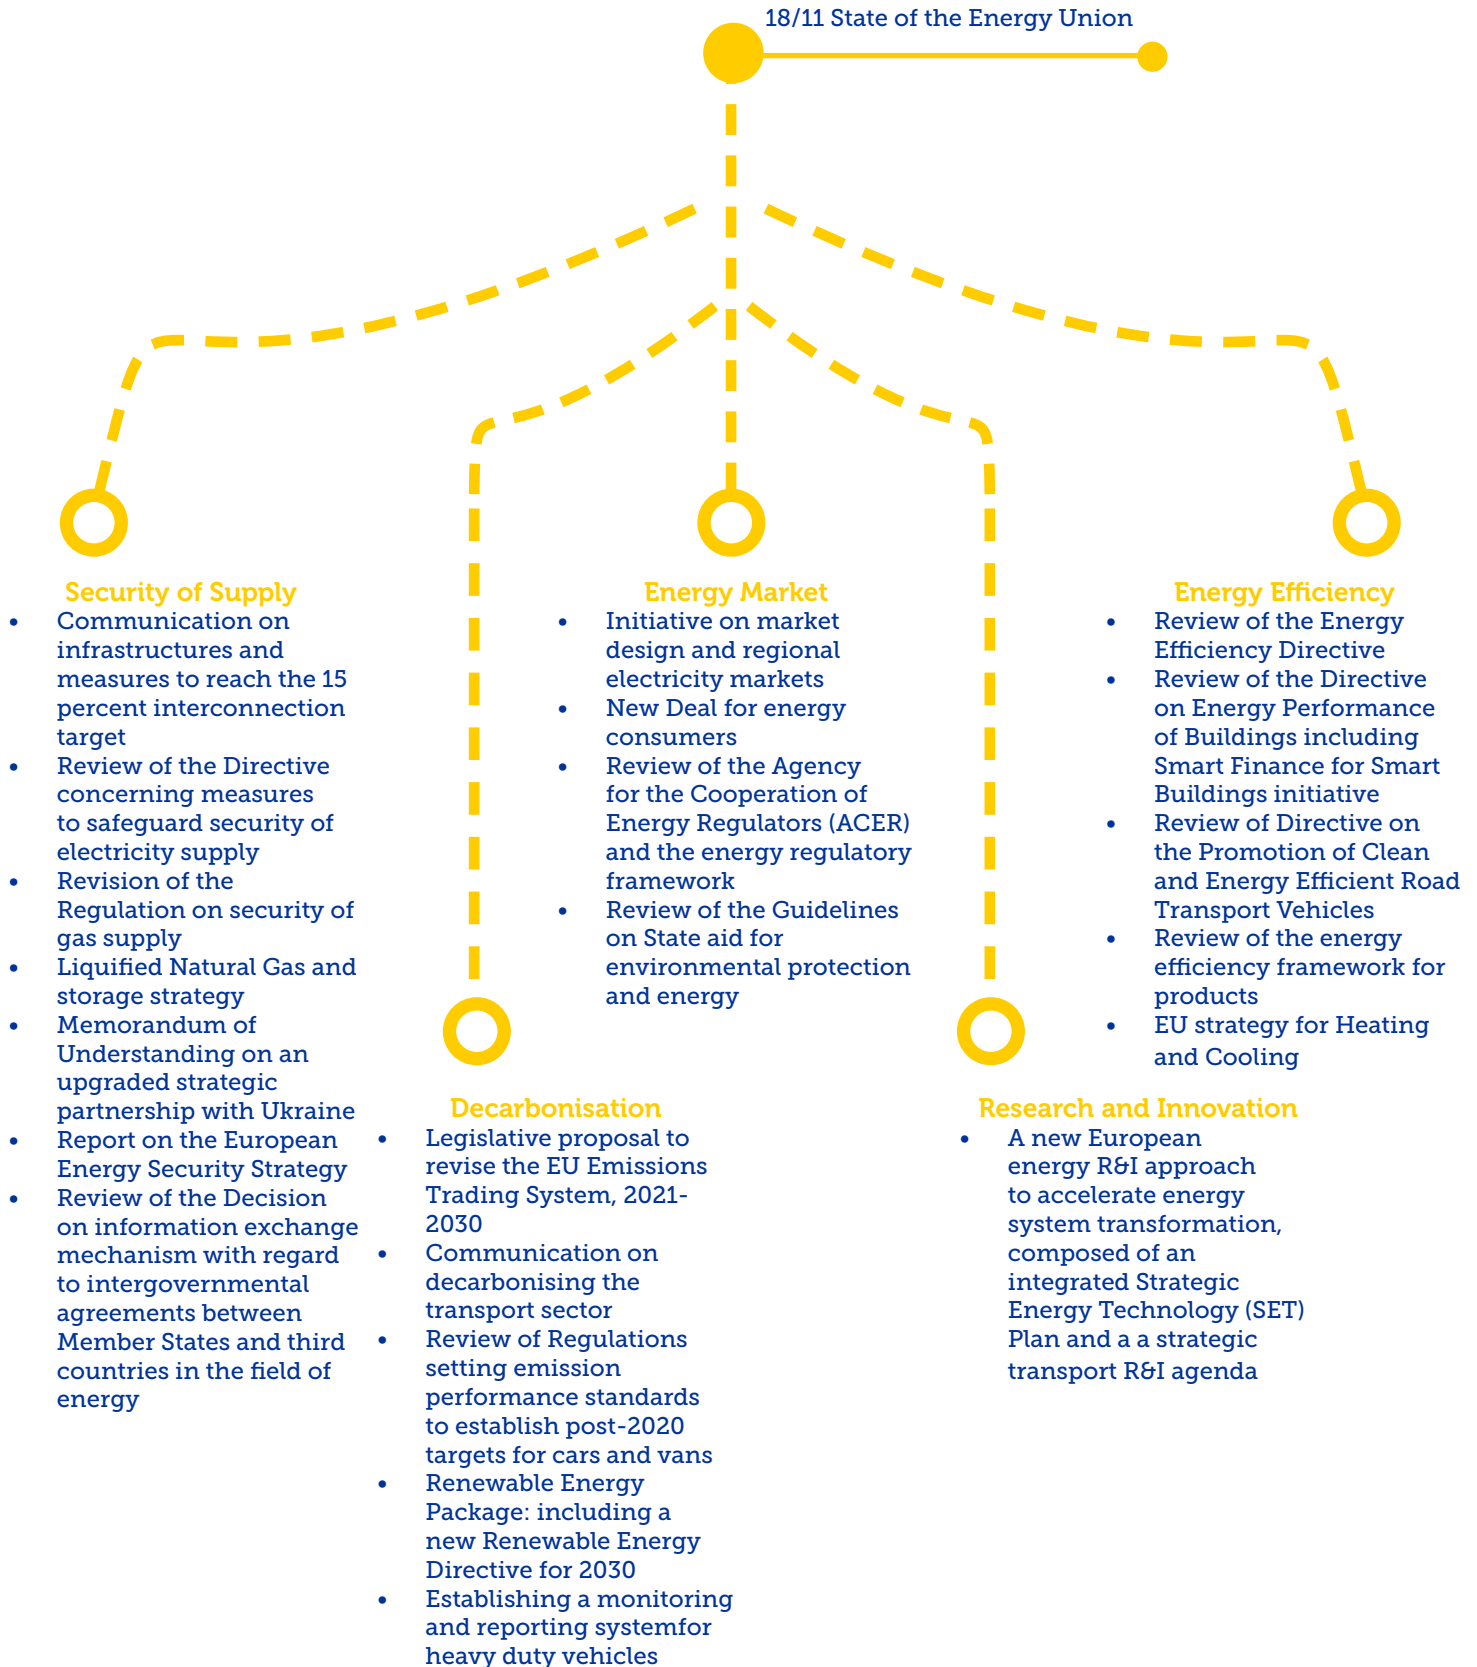 18/11 State of the Energy Union
Security of Supply
• Communication on
infrastructures and
measures to reach the 15
percent interconnection
target
• Review of the Directive
concerning measures
to safeguard security of
electricity supply
• Revision of the
Regulation on security of
gas supply
• Liquified Natural Gas and
storage strategy
• Memorandum of
Understanding on an
upgraded strategic
partnership with Ukraine
• Report on the European
Energy Security Strategy
• Review of the Decision
on information exchange
mechanism with regard
to intergovernmental
agreements between
Member States and third
countries in the field of
energy
Decarbonisation
• Legislative proposal to
revise the EU Emissions
Trading System, 2021-
2030
• Communication on
decarbonising the
transport sector
• Review of Regulations
setting emission
performance standards
to establish post-2020
targets for cars and vans
• Renewable Energy
Package: including a
new Renewable Energy
Directive for 2030
• Establishing a monitoring
and reporting systemfor
heavy duty vehicles
Energy Market
• Initiative on market
design and regional
electricity markets
• New Deal for energy
consumers
• Review of the Agency
for the Cooperation of
Energy Regulators (ACER)
and the energy regulatory
framework
• Review of the Guidelines
on State aid for
environmental protection
and energy
Research and Innovation
• A new European
energy R&I approach
to accelerate energy
system transformation,
composed of an
integrated Strategic
Energy Technology (SET)
Plan and a a strategic
transport R&I agenda
Energy Efficiency
• Review of the Energy
Efficiency Directive
• Review of the Directive
on Energy Performance
of Buildings including
Smart Finance for Smart
Buildings initiative
• Review of Directive on
the Promotion of Clean
and Energy Efficient Road
Transport Vehicles
• Review of the energy
efficiency framework for
products
• EU strategy for Heating
and Cooling